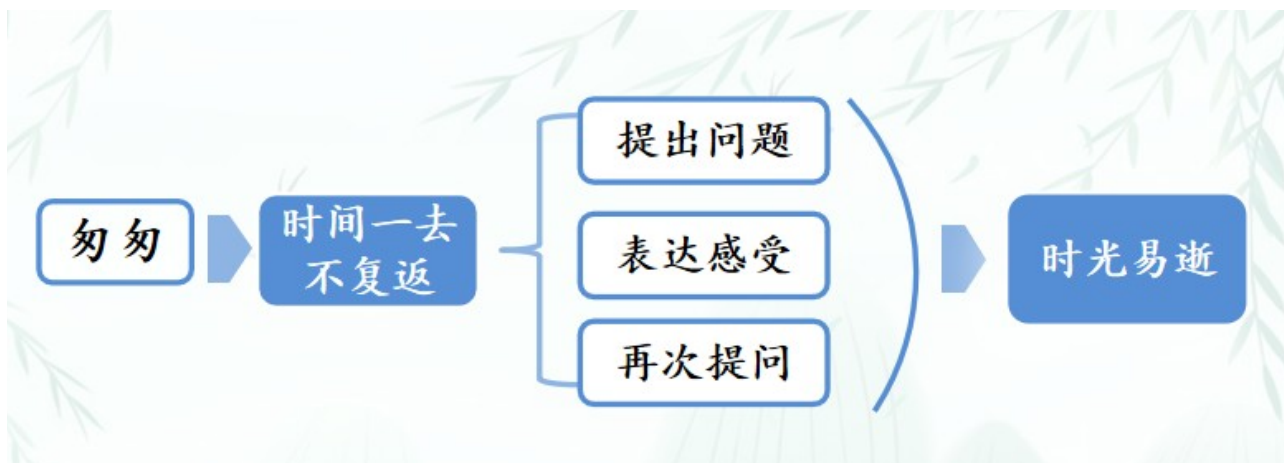 匆匆
时间一去
不复返
提出问题
表达感受
再次提问
时光易逝